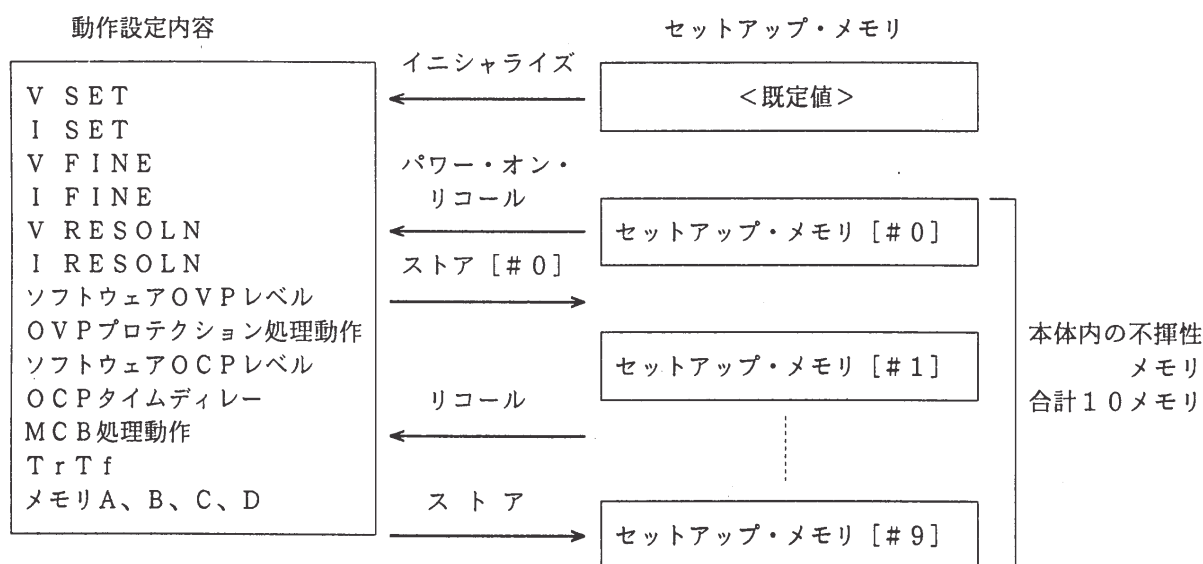 動作設定内容
セットアップ・メモリ
V SET
I SET
V FINE
I FINE
V RESOLN
I RESOLN
ソフトウェアOVPレベル
OVPプロテクション処理動作
ソフトウェアOCPレベル
OCPタイムディレー
MCB処理動作
TrTf
メモリA、B、C、D
イニシャライズ
<既定値>
パワー・オン・
リコール
セットアップ・メモリ[#0]
ストア[#0]
セットアップ・メモリ[#1]
リコール
ストア
セットアップ・メモリ[#9]
本体内の不揮性
メモリ
合計10メモリ